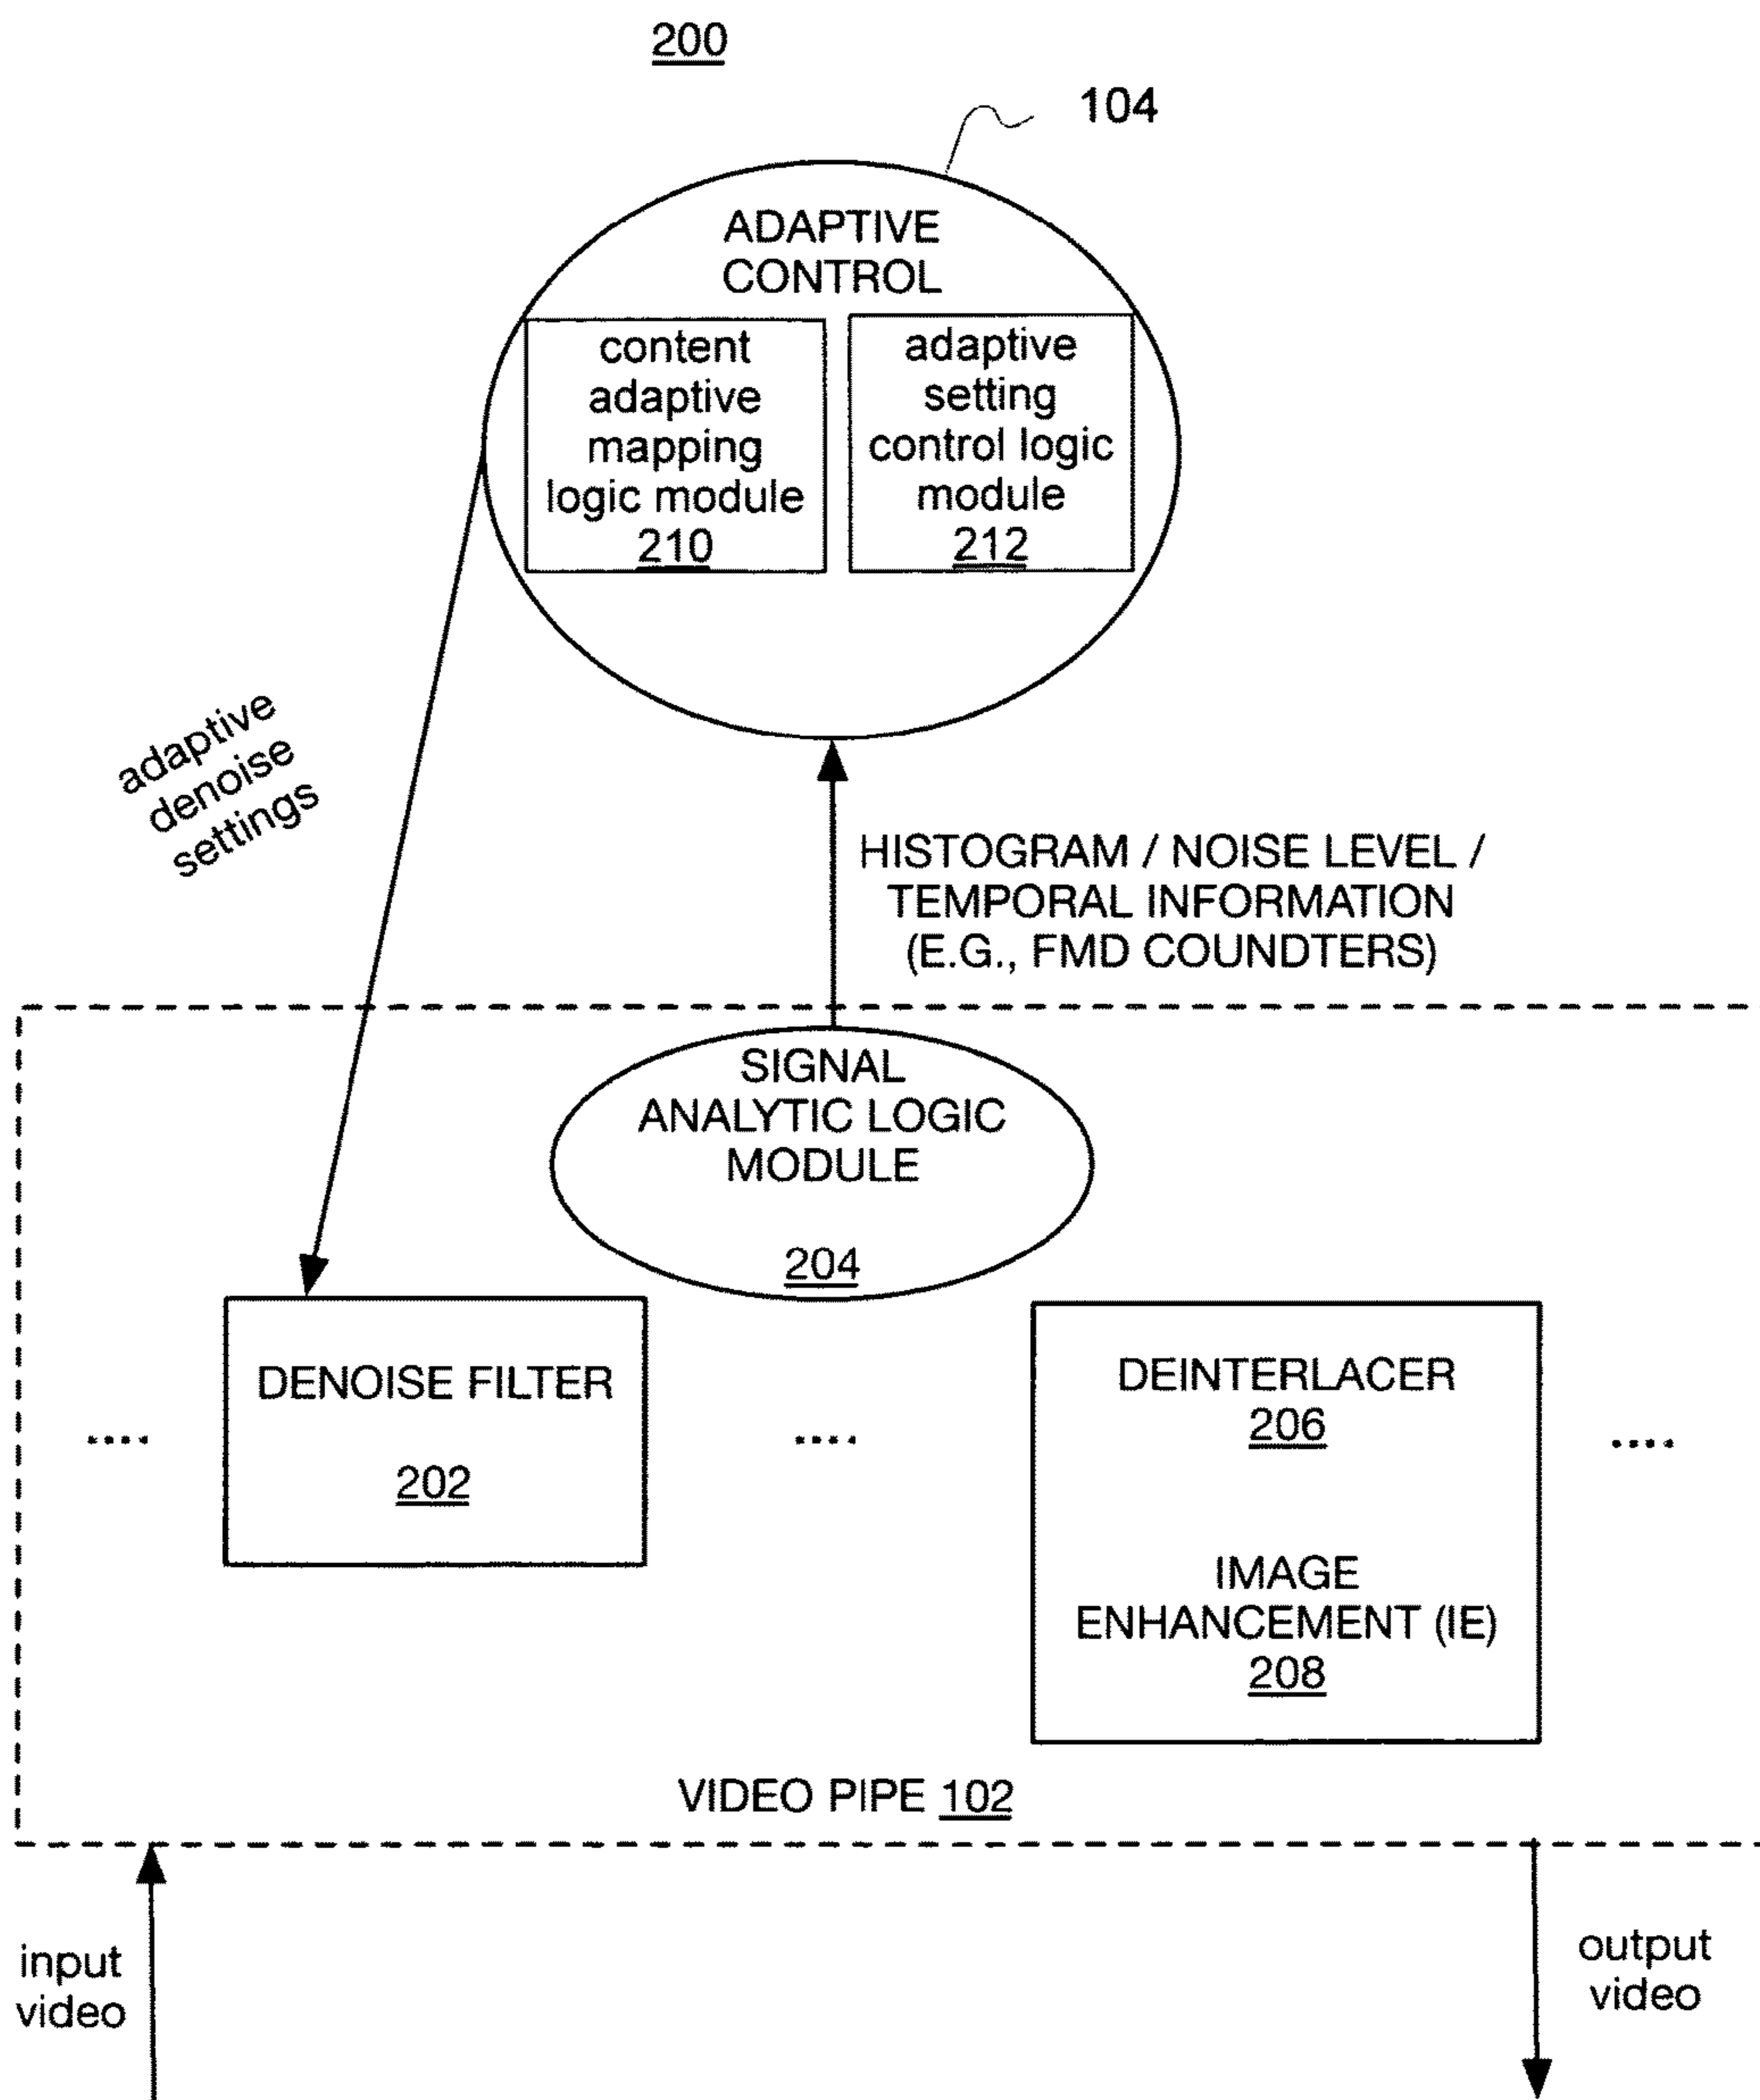 200
104
ADAPTIVE
CONTROL
content
adaptive
mapping
logic module
210
adaptive
setting
control logic
module
212
adaptive
denoise
settings
HISTOGRAM / NOISE LEVEL /
TEMPORAL INFORMATION
(E.G., FMD COUNDTERS)
SIGNAL
ANALYTIC LOGIC
MODULE
204
DENOISE FILTER
202
....
....
DEINTERLACER
206
IMAGE
ENHANCEMENT (IE)
208
....
VIDEO PIPE 102
input
video
output
video